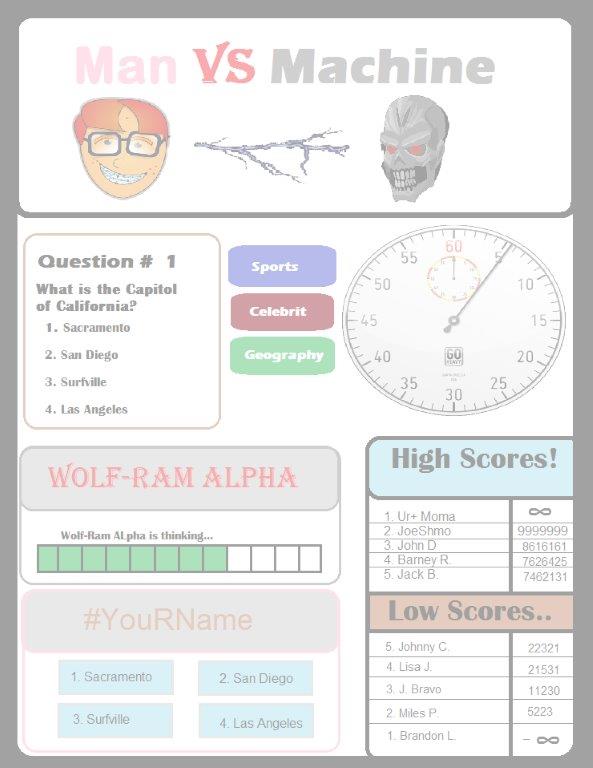 Man VS Machine
Question # 1
What is the Capitol
of California?
1. Sacramento
2. San Diego
3. Surfville
4. Las Angeles
Sports
Celebrit
Geography
60
5
10
15
20
25
30
35
40
45
50
55
60
WOLF-RAM ALPHA
Wolf-Ram ALpha is thinking...
#YouRName
1. Sacramento
2. San Diego
3. Surfville
4. Las Angeles
High Scores!
1. Ur+ Moma ∞
2. JoeShmo 9999999
3. John D 8616161
4. Barney R. 7626425
5. Jack B. 7462131
Low Scores..
5. Johnny C. 22321
4. Lisa J. 21531
3. J. Bravo 11230
2. Miles P. 5223
1. Brandon L. – ∞